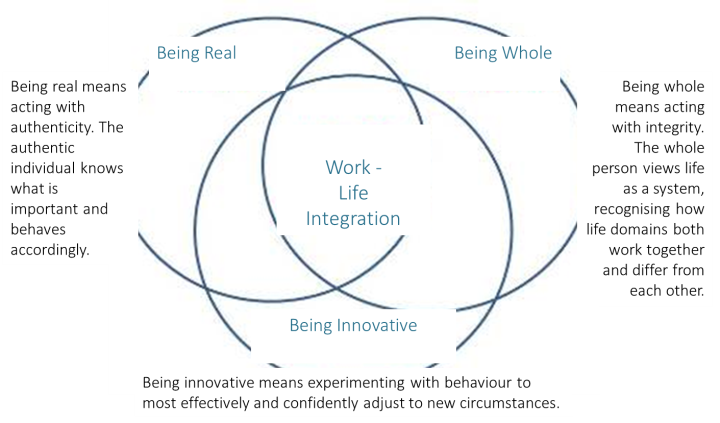 Being Real
Being Whole
Being real means
acting with
authenticity. The
authentic
individual knows
what is
important and
behaves
accordingly.
Being whole
means acting
with integrity.
The whole
person views life
as a system,
recognising how
life domains both
work together
and differ from
each other.
Work -
Life
Integration
Being Innovative
Being innovative means experimenting with behaviour to
most effectively and confidently adjust to new circumstances.